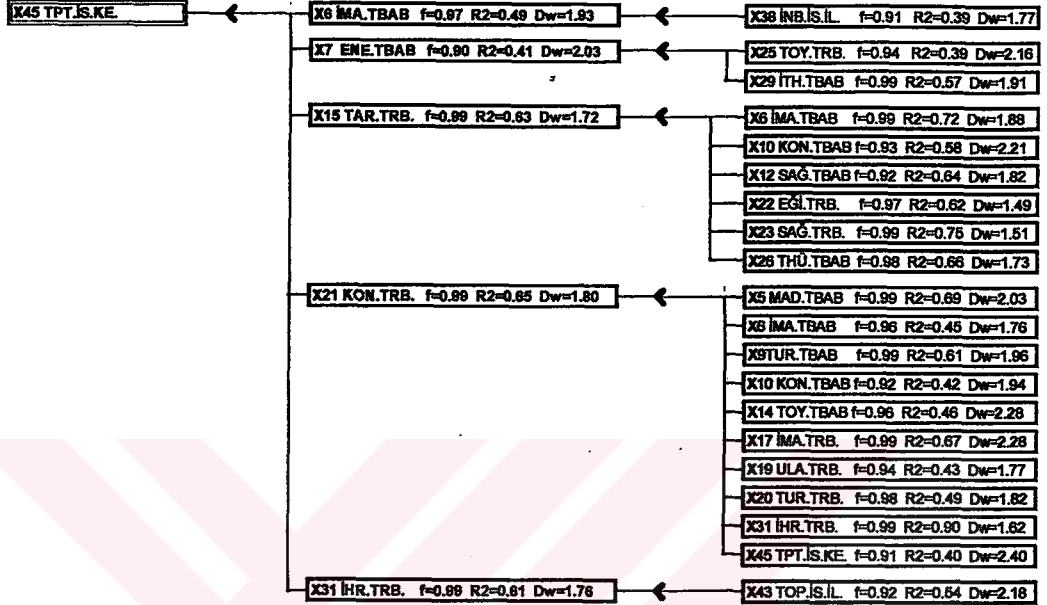 X45 TPT.İS.KE.
X6 İMA.TBAB f=0.97 R2=0.49 Dw=1.93
X38 İNB.İS.İL. f=0.91 R2=0.39 Dw=1.77
X7 ENE.TBAB f=0.90 R2=0.41 Dw=2.03
X25 TOY.TRB. f=0.94 R2=0.39 Dw=2.16
X29 İTH.TBAB f=0.99 R2=0.57 Dw=1.91
X15 TAR.TRB. f=0.99 R2=0.63 Dw=1.72
X6 İMA.TBAB f=0.99 R2=0.72 Dw=1.88
X10 KON.TBAB f=0.93 R2=0.58 Dw=2.21
X12 SAĞ.TBAB f=0.92 R2=0.64 Dw=1.82
X22 EĞİ.TRB. f=0.97 R2=0.62 Dw=1.49
X23 SAĞ.TRB. f=0.99 R2=0.75 Dw=1.51
X26 THÜ.TBAB f=0.98 R2=0.66 Dw=1.73
X21 KON.TRB. f=0.99 R2=0.65 Dw=1.80
X5 MAD.TBAB f=0.99 R2=0.69 Dw=2.03
X6 İMA.TBAB f=0.96 R2=0.45 Dw=1.76
X9TUR.TBAB f=0.99 R2=0.61 Dw=1.96
X10 KON.TBAB f=0.92 R2=0.42 Dw=1.94
X14 TOY.TBAB f=0.96 R2=0.46 Dw=2.28
X17 İMA.TRB. f=0.99 R2=0.67 Dw=2.28
X19 ULA.TRB. f=0.94 R2=0.43 Dw=1.77
X20 TUR.TRB. f=0.98 R2=0.49 Dw=1.82
X31 İHR.TRB. f=0.99 R2=0.90 Dw=1.62
X45 TPT.İS.KE. f=0.91 R2=0.40 Dw=2.40
X31 İHR.TRB. f=0.99 R2=0.61 Dw=1.76
X43 TOP.İS.İL. f=0.92 R2=0.54 Dw=2.18